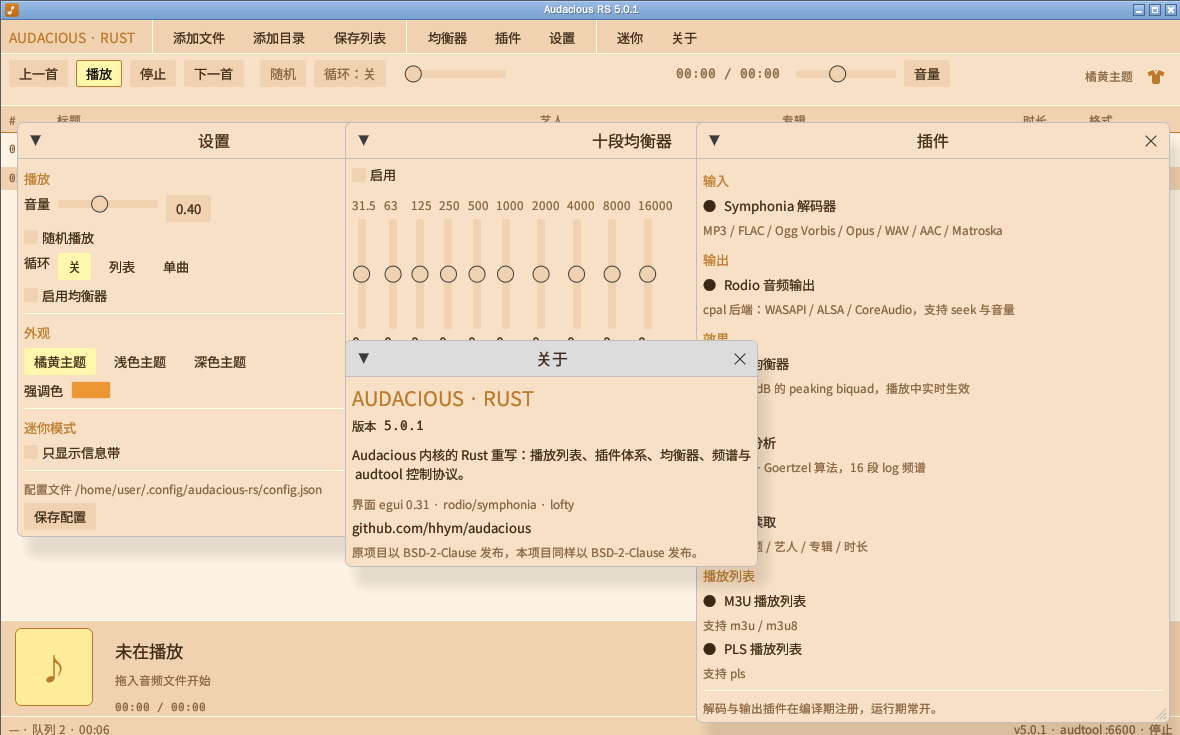 Audacious RS 5.0.1
AUDACIOUS · RUST 添加文件 添加目录 保存列表 均衡器 插件 设置 迷你 关于
上一首 播放 停止 下一首 随机 循环：关 00:00 / 00:00 音量 橘黄主题
# 标题 艺人 专辑 时长 格式
设置
播放
音量 0.40
随机播放
循环 关 列表 单曲
启用均衡器
外观
橘黄主题 浅色主题 深色主题
强调色
迷你模式
只显示信息带
配置文件 /home/user/.config/audacious-rs/config.json
保存配置
十段均衡器
启用
31.5 63 125 250 500 1000 2000 4000 8000 16000
关于
AUDACIOUS · RUST
版本 5.0.1
Audacious 内核的 Rust 重写：播放列表、插件体系、均衡器、频谱与
audtool 控制协议。
界面 egui 0.31 · rodio/symphonia · lofty
github.com/hhym/audacious
原项目以 BSD-2-Clause 发布，本项目同样以 BSD-2-Clause 发布。
插件
输入
Symphonia 解码器
MP3 / FLAC / Ogg Vorbis / Opus / WAV / AAC / Matroska
输出
Rodio 音频输出
cpal 后端：WASAPI / ALSA / CoreAudio，支持 seek 与音量
效果
衡器
dB 的 peaking biquad，播放中实时生效
分析
Goertzel 算法，16 段 log 频谱
读取
/ 艺人 / 专辑 / 时长
播放列表
M3U 播放列表
支持 m3u / m3u8
PLS 播放列表
支持 pls
解码与输出插件在编译期注册，运行期常开。
未在播放
拖入音频文件开始
00:00 / 00:00
— · 队列 2 · 00:06 v5.0.1 · audtool :6600 · 停止